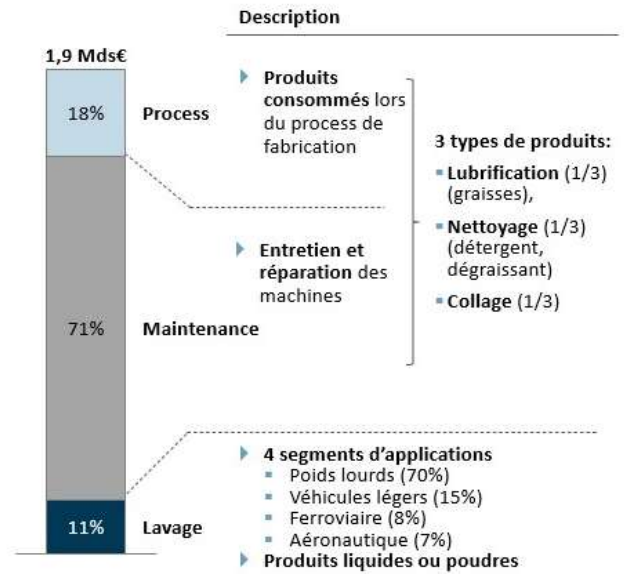 Description
1,9 Mds€
18%
Process
Produits
consommés lors
du process de
fabrication
3 types de produits:
Lubrification (1/3)
(graisses),
Nettoyage (1/3)
(détergent,
dégraissant)
Collage (1/3)
Entretien et
réparation des
machines
71%
Maintenance
11%
Lavage
4 segments d'applications
Poids lourds (70%)
Véhicules légers (15%)
Ferroviaire (8%)
Aéronautique (7%)
Produits liquides ou poudres